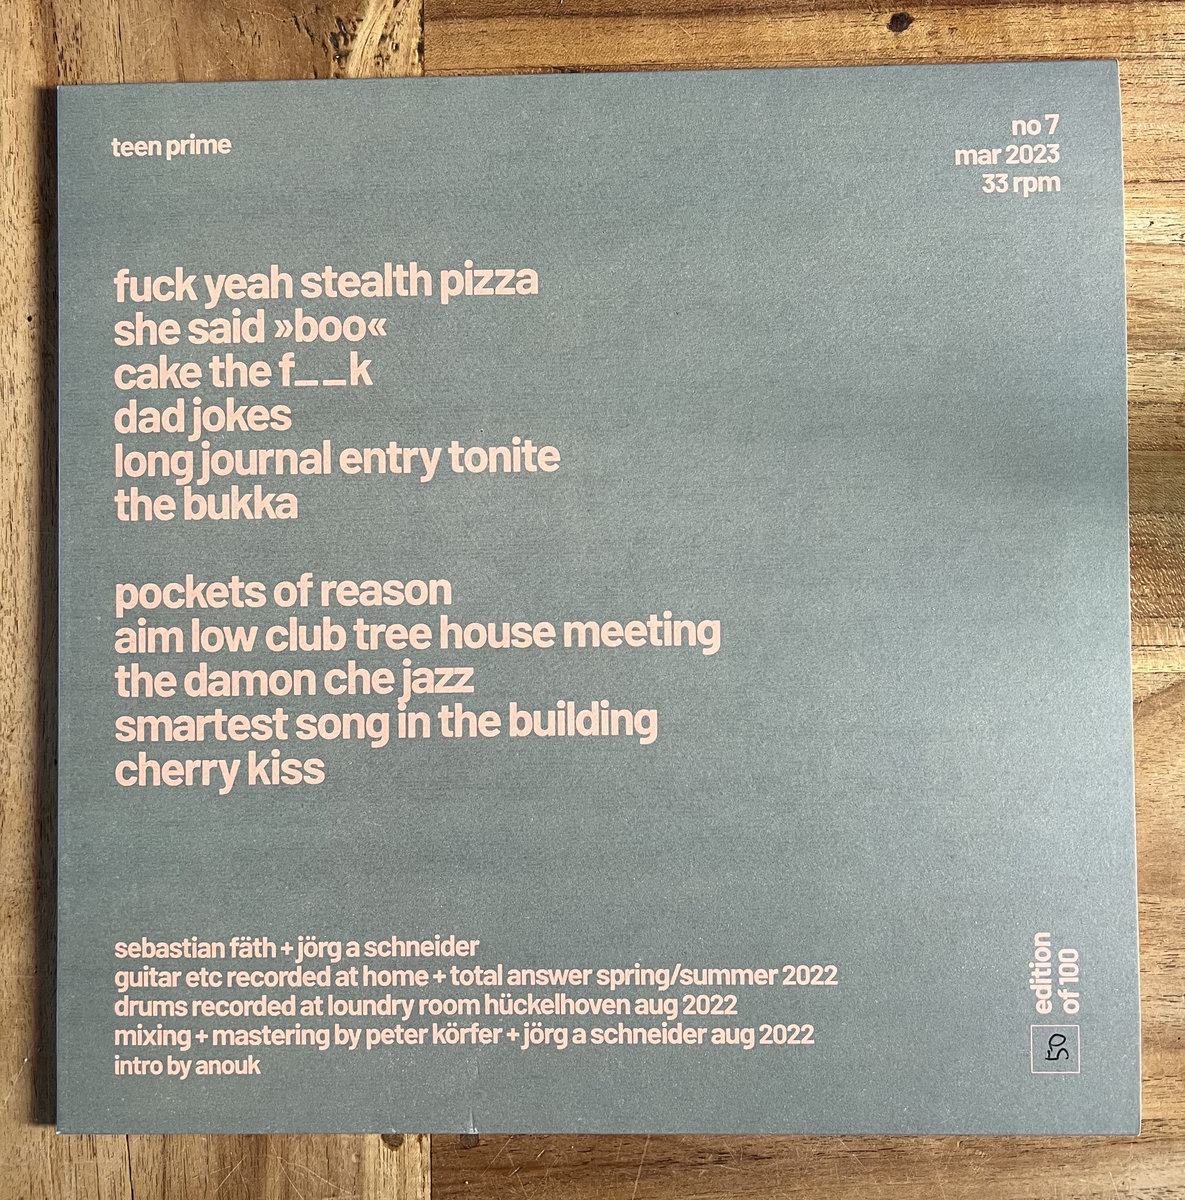 teen prime
no 7
mar 2023
33 rpm
fuck yeah stealth pizza
she said »boo«
cake the f__k
dad jokes
long journal entry tonite
the bukka
pockets of reason
aim low club tree house meeting
the damon che jazz
smartest song in the building
cherry kiss
sebastian fäth + jörg a schneider
guitar etc recorded at home + total answer spring/summer 2022
drums recorded at loundry room hückelhoven aug 2022
mixing + mastering by peter körfer + jörg a schneider aug 2022
intro by anouk
edition
of 100
50